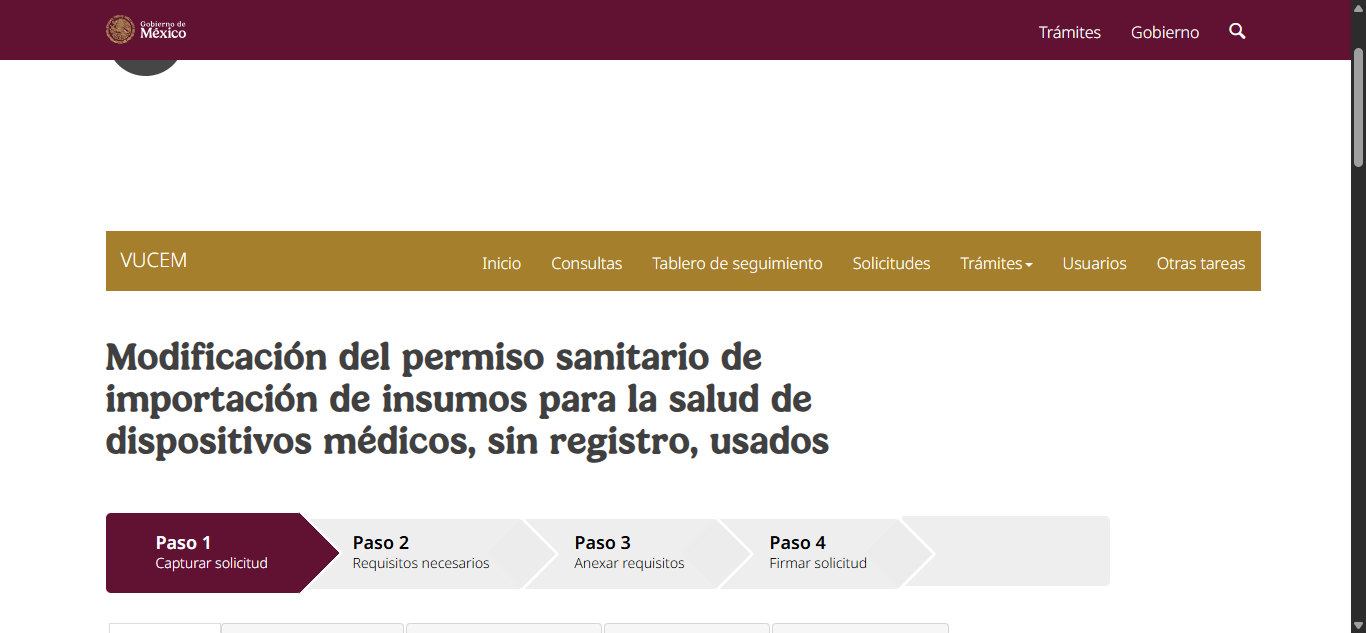 Gobierno de
México
Trámites
Gobierno
VUCEM
Inicio
Consultas
Tablero de seguimiento
Solicitudes
Trámites
Usuarios
Otras tareas
Modificación del permiso sanitario de
importación de insumos para la salud de
dispositivos médicos, sin registro, usados
Paso 1
Capturar solicitud
Paso 2
Requisitos necesarios
Paso 3
Anexar requisitos
Paso 4
Firmar solicitud